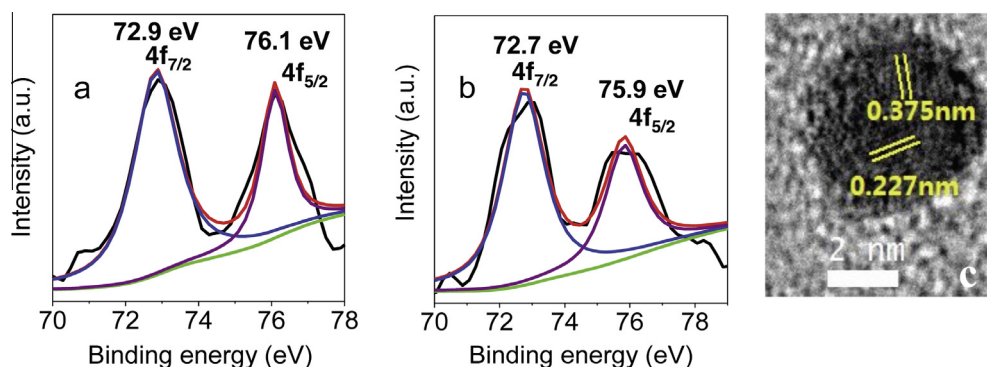 a
72.9 eV
4f7/2
76.1 eV
4f5/2
Intensity (a.u.)
70 72 74 76 78
Binding energy (eV)
b
72.7 eV
4f7/2
75.9 eV
4f5/2
Intensity (a.u.)
70 72 74 76 78
Binding energy (eV)
0.375nm
0.227nm
2 nm
c